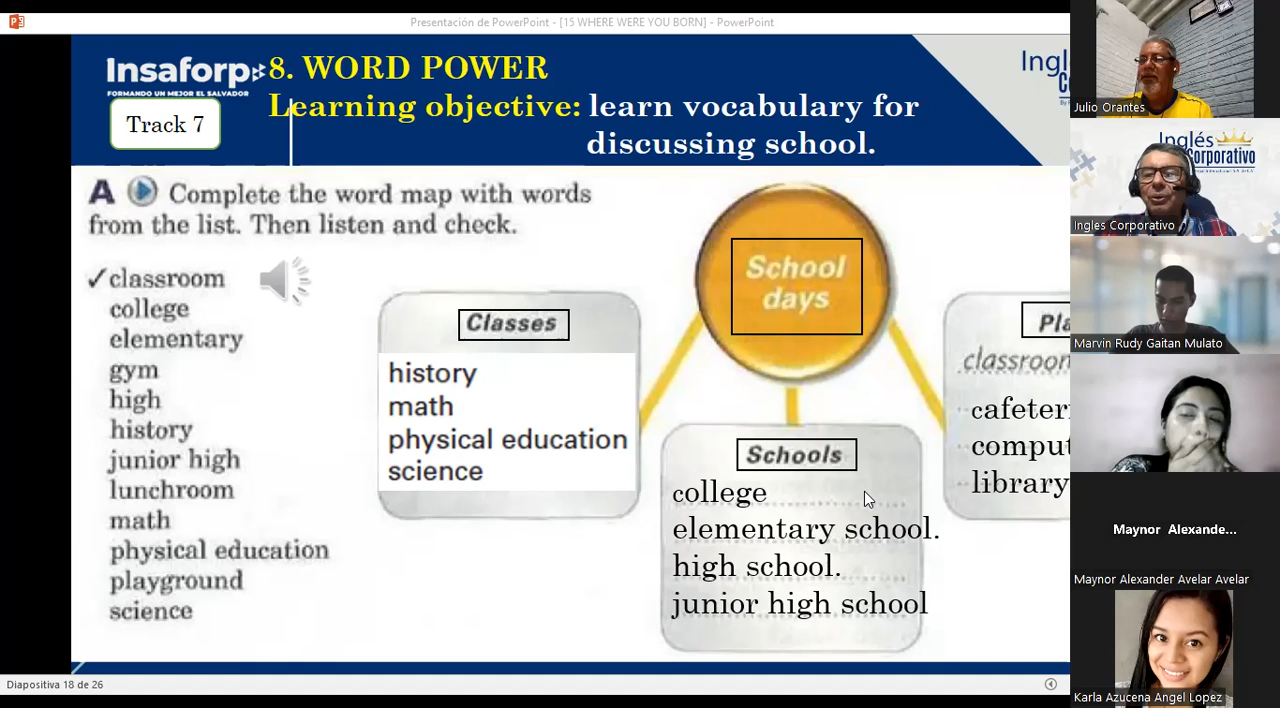 Presentación de PowerPoint - [15 WHERE WERE YOU BORN] - PowerPoint
Insaforp
FORMANDO UN MEJOR EL SALVADOR
8. WORD POWER
Learning objective: learn vocabulary for
discussing school.
Track 7
A Complete the word map with words
from the list. Then listen and check.
✓ classroom
college
elementary
gym
high
history
junior high
lunchroom
math
physical education
playground
science
Classes
history
math
physical education
science
School
days
Schools
college
elementary school.
high school.
junior high school
classroom
library
Diapositiva 18 de 26
Julio Orantes
Inglés
Corporativo
Ingles Corporativo
Marvin Rudy Gaitan Mulato
Maynor Alexande...
Maynor Alexander Avelar Avelar
Karla Azucena Angel Lopez